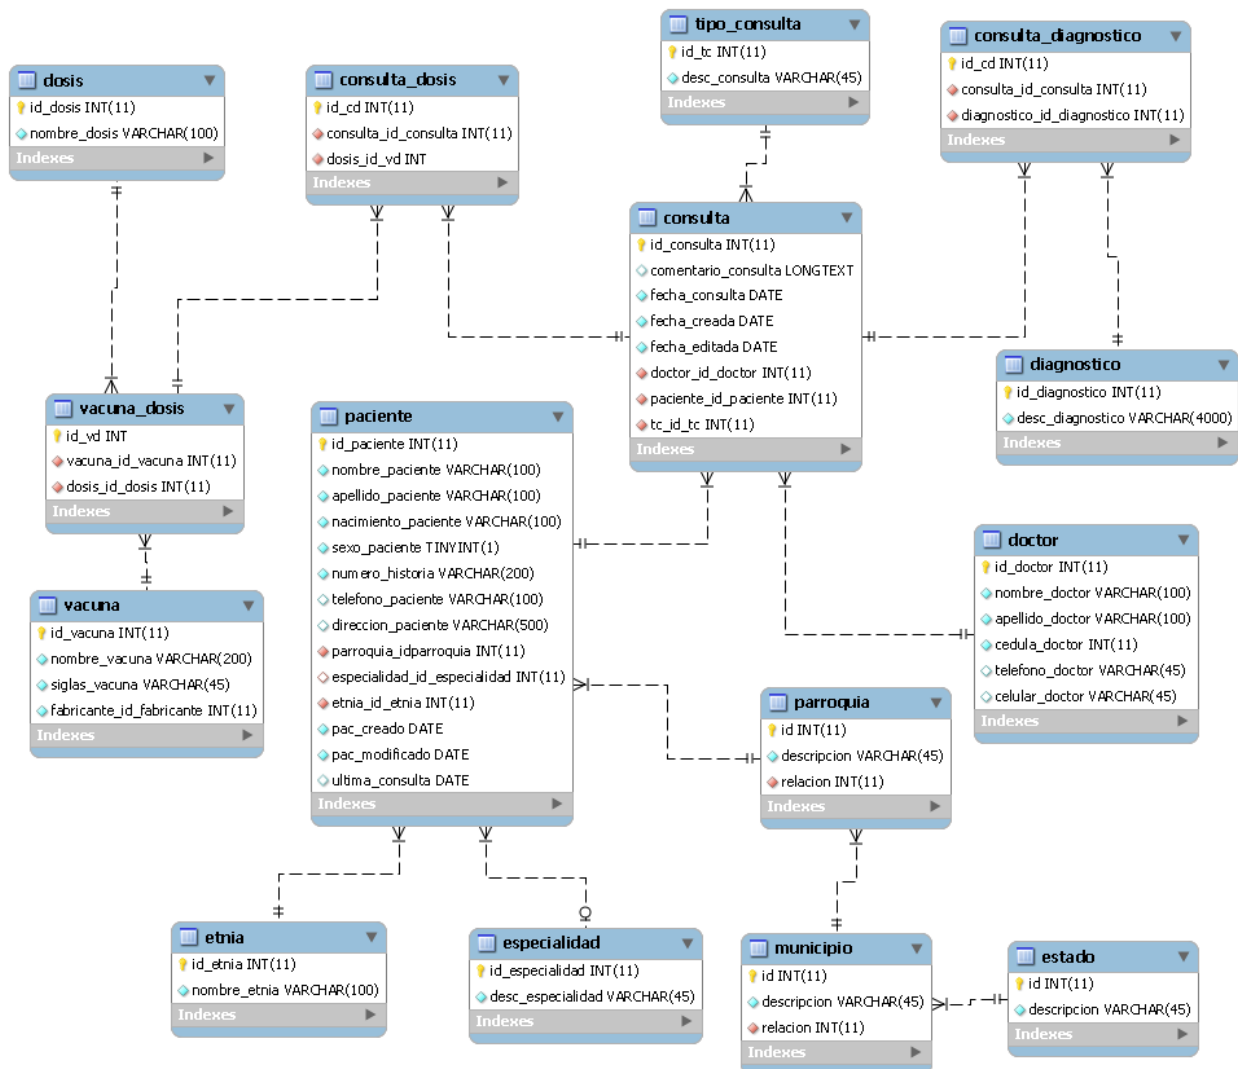 tipo_consulta
id_tc INT(11)
desc_consulta VARCHAR(45)
Indexes
consulta_diagnostico
id_cd INT(11)
consulta_id_consulta INT(11)
diagnostico_id_diagnostico INT(11)
Indexes
dosis
id_dosis INT(11)
nombre_dosis VARCHAR(100)
Indexes
consulta_dosis
id_cd INT(11)
consulta_id_consulta INT(11)
dosis_id_vd INT
Indexes
consulta
id_consulta INT(11)
comentario_consulta LONGTEXT
fecha_consulta DATE
fecha_creada DATE
fecha_editada DATE
doctor_id_doctor INT(11)
paciente_id_paciente INT(11)
tc_id_tc INT(11)
Indexes
diagnostico
id_diagnostico INT(11)
desc_diagnostico VARCHAR(4000)
Indexes
vacuna_dosis
id_vd INT
vacuna_id_vacuna INT(11)
dosis_id_dosis INT(11)
Indexes
paciente
id_paciente INT(11)
nombre_paciente VARCHAR(100)
apellido_paciente VARCHAR(100)
nacimiento_paciente VARCHAR(100)
sexo_paciente TINYINT(1)
numero_historia VARCHAR(200)
telefono_paciente VARCHAR(100)
direccion_paciente VARCHAR(500)
parroquia_idparroquia INT(11)
especialidad_id_especialidad INT(11)
etnia_id_etnia INT(11)
pac_creado DATE
pac_modificado DATE
ultima_consulta DATE
Indexes
doctor
id_doctor INT(11)
nombre_doctor VARCHAR(100)
apellido_doctor VARCHAR(100)
cedula_doctor INT(11)
telefono_doctor VARCHAR(45)
celular_doctor VARCHAR(45)
Indexes
vacuna
id_vacuna INT(11)
nombre_vacuna VARCHAR(200)
siglas_vacuna VARCHAR(45)
fabricante_id_fabricante INT(11)
Indexes
parroquia
id INT(11)
descripcion VARCHAR(45)
relacion INT(11)
Indexes
etnia
id_etnia INT(11)
nombre_etnia VARCHAR(100)
Indexes
especialidad
id_especialidad INT(11)
desc_especialidad VARCHAR(45)
Indexes
municipio
id INT(11)
descripcion VARCHAR(45)
relacion INT(11)
Indexes
estado
id INT(11)
descripcion VARCHAR(45)
Indexes